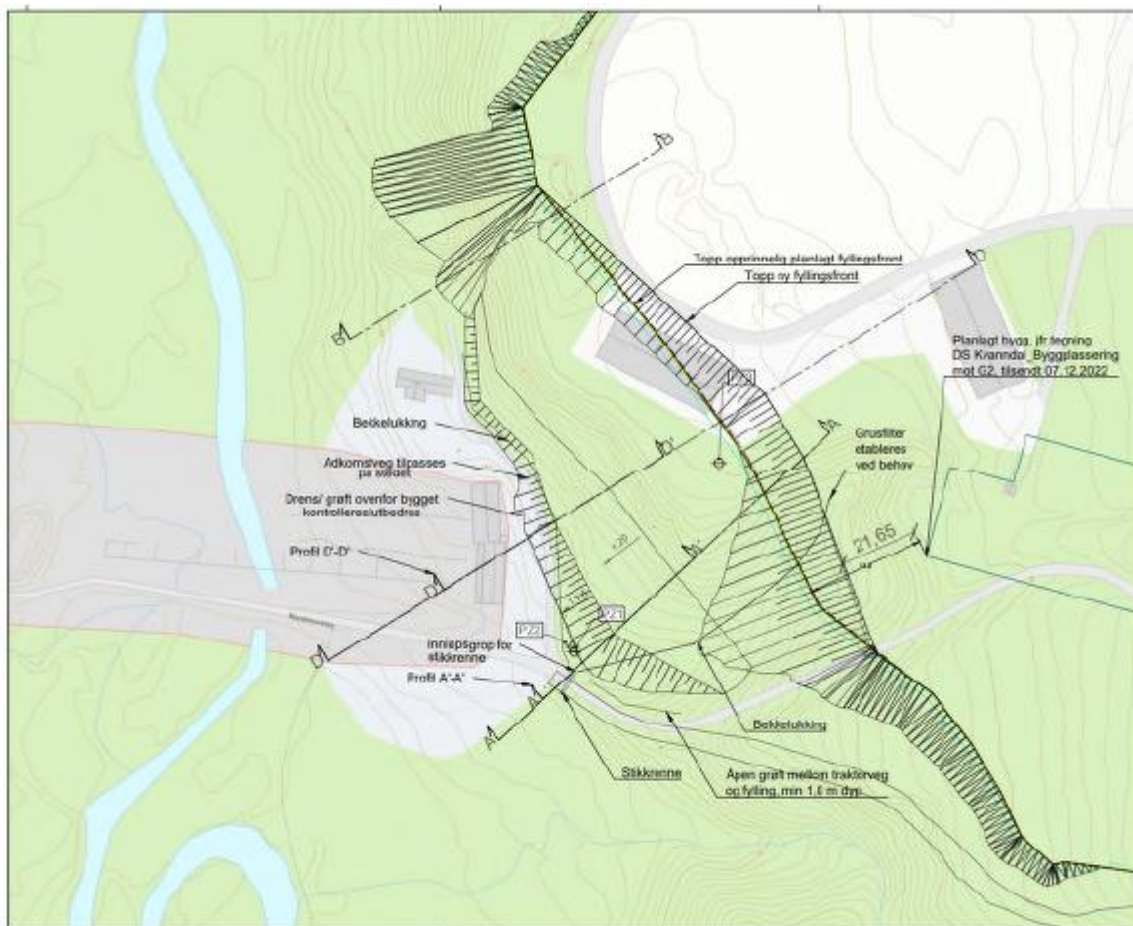 B
Topp opprinnelig planlagt fyllingsfront
Topp ny fyllingsfront
B
Planlagt bygg, jfr tegning
DS Kvanndal_Byggplassering
mot G2, tilsendt 07.12.2022
Bekkelukking
D'
A
Grusfilter
etableres
ved behov
Adkomstveg tilpasses
på stedet
Drens/ grøft ovenfor bygget
kontrolleres/utbedres
21,65
Profil D'-D'
D'
P22
P21
Innløpsgrop for
stikkrenne
D
Profil A'-A'
A'
A
Bekkelukking
Stikkrenne
Åpen grøft mellom traktorveg
og fylling, min 1,0 m dyp